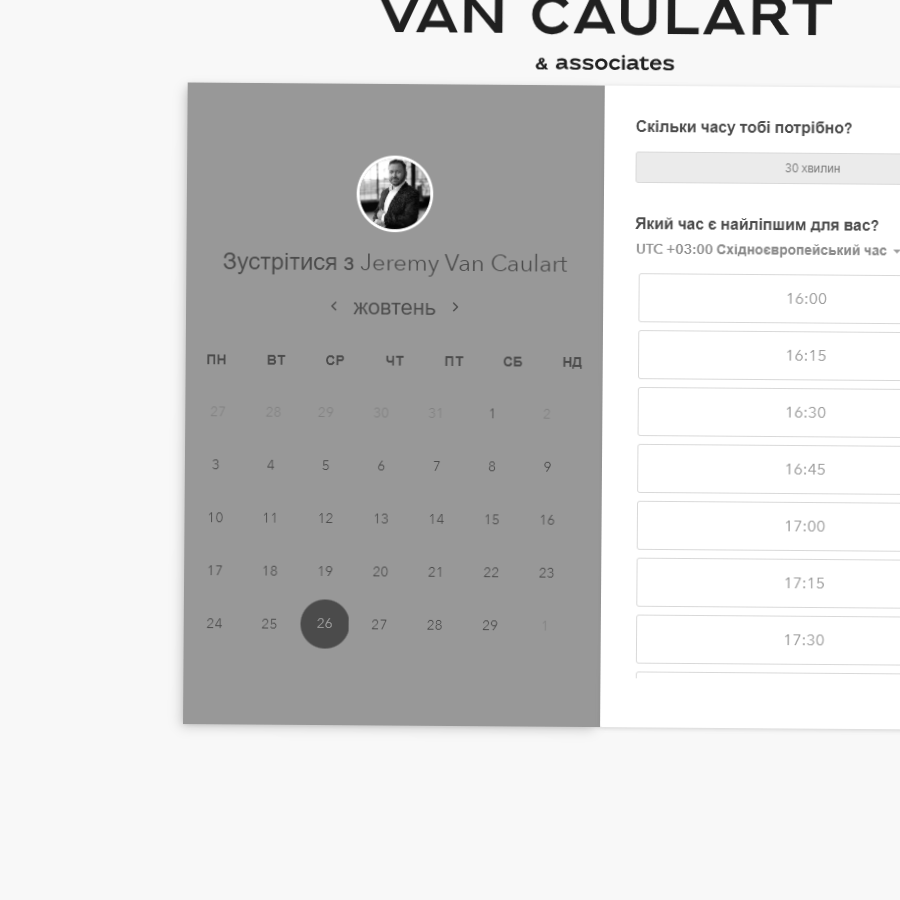 VAN CAULART
& associates
Зустрітися з Jeremy Van Caulart
жовтень
ПН ВТ СР ЧТ ПТ СБ НД
27 28 29 30 31 1 2
3 4 5 6 7 8 9
10 11 12 13 14 15 16
17 18 19 20 21 22 23
24 25 26 27 28 29 1
Скільки часу тобі потрібно?
30 хвилин
Який час є найліпшим для вас?
UTC +03:00 Східноєвропейський час
16:00
16:15
16:30
16:45
17:00
17:15
17:30